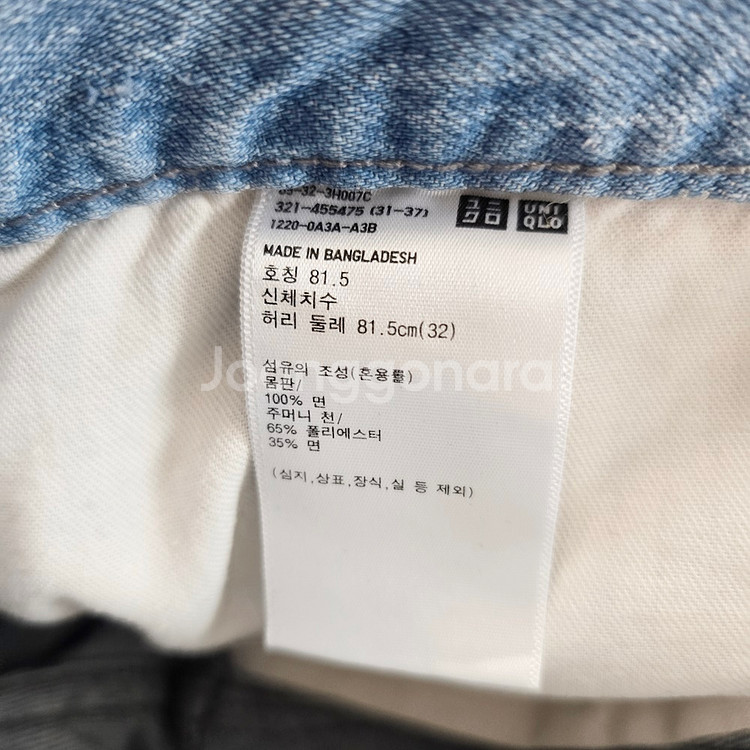 65-32-3H007C
321-455475 (31-37)
1220-0A3A-A3B
ユニクロ
UNIQLO
MADE IN BANGLADESH
호칭 81.5
신체치수
허리 둘레 81.5cm(32)
섬유의 조성(혼용률)
몸판/
100% 면
주머니 천/
65% 폴리에스터
35% 면
(심지,상표,장식,실 등 제외)
Joonggonara